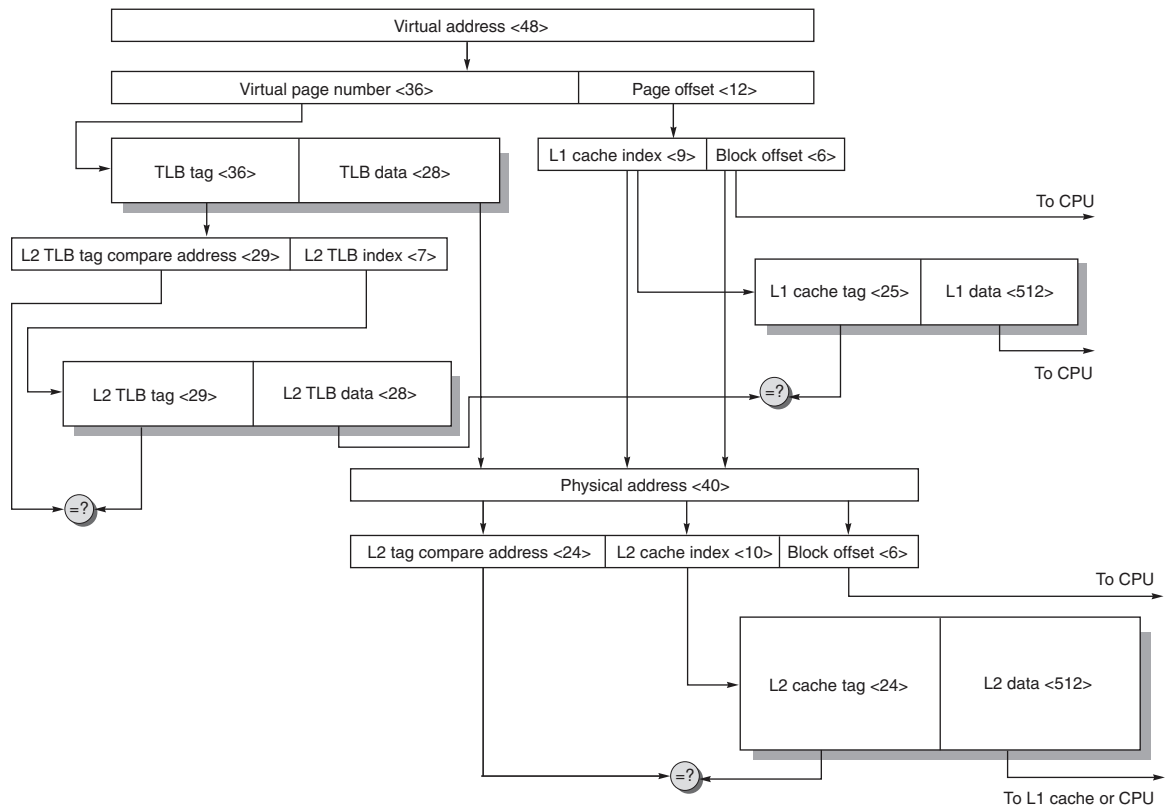 Virtual address <48>
Virtual page number <36>
Page offset <12>
TLB tag <36>
TLB data <28>
L1 cache index <9>
Block offset <6>
To CPU
L2 TLB tag compare address <29>
L2 TLB index <7>
L1 cache tag <25>
L1 data <512>
To CPU
L2 TLB tag <29>
L2 TLB data <28>
=?
=?
Physical address <40>
L2 tag compare address <24>
L2 cache index <10>
Block offset <6>
To CPU
L2 cache tag <24>
L2 data <512>
=?
To L1 cache or CPU